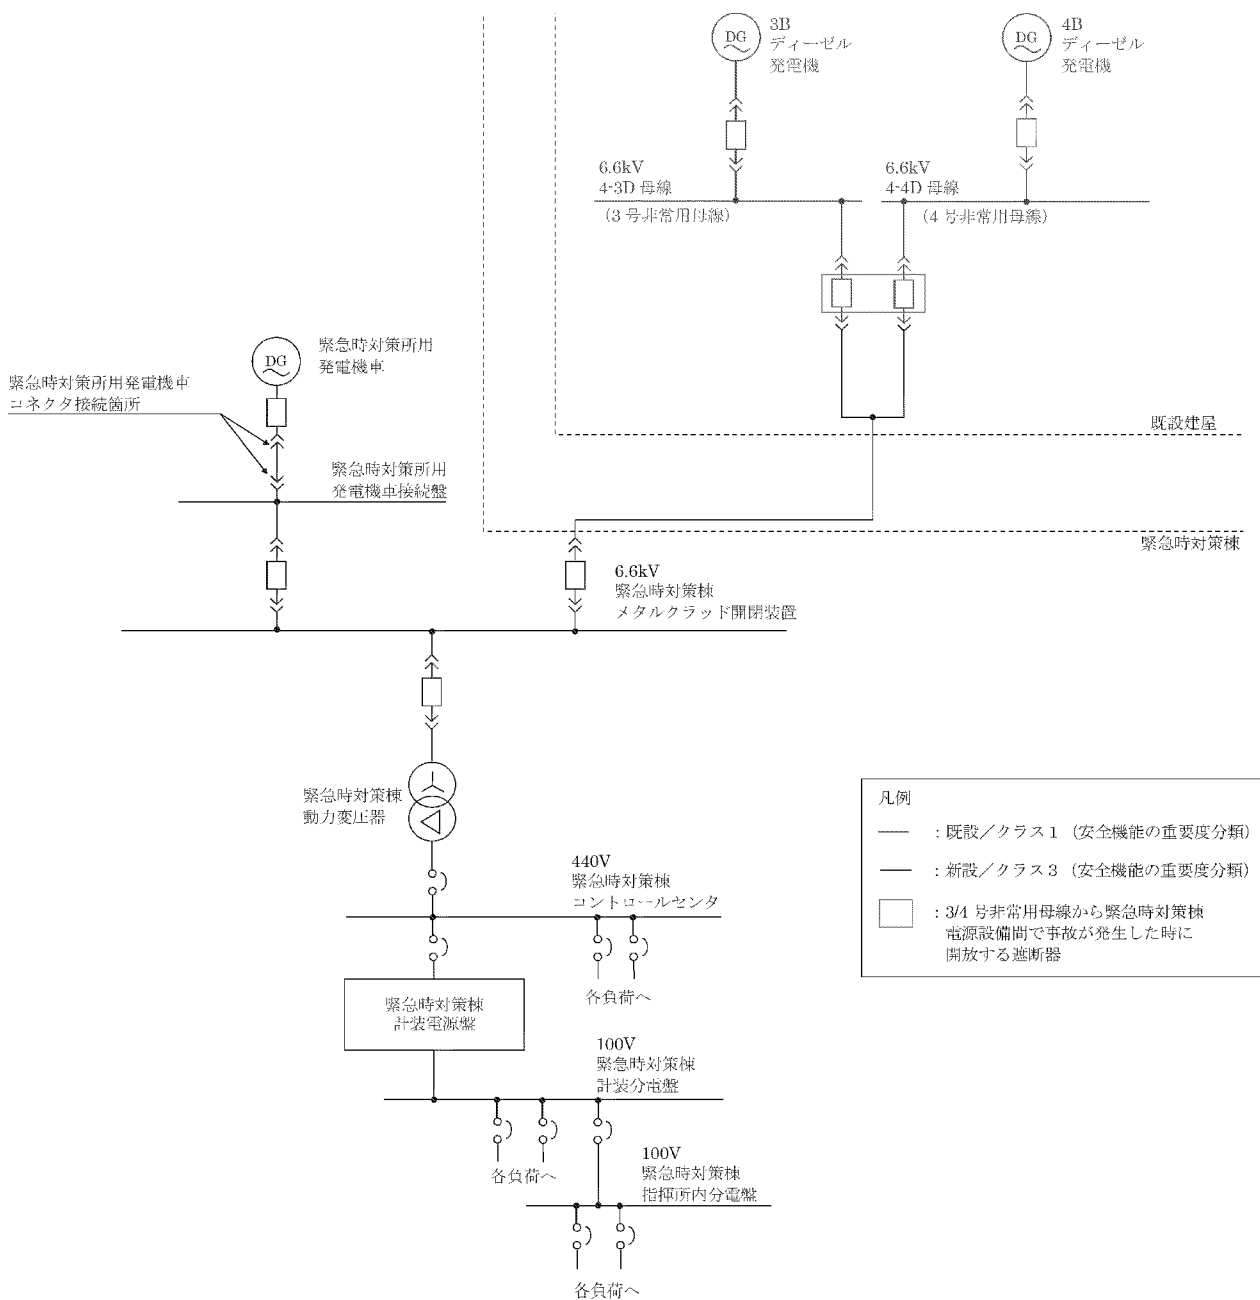 DG
3B
ディーゼル
発電機
DG
4B
ディーゼル
発電機
6.6kV
4-3D 母線
(3 号非常用母線)
6.6kV
4-4D 母線
(4 号非常用母線)
DG
緊急時対策所用
発電機車
緊急時対策所用発電機車
コネクタ接続箇所
既設建屋
緊急時対策所用
発電機車接続盤
緊急時対策棟
6.6kV
緊急時対策棟
メタルクラッド開閉装置
緊急時対策棟
動力変圧器
440V
緊急時対策棟
コントロールセンタ
各負荷へ
緊急時対策棟
計装電源盤
100V
緊急時対策棟
計装分電盤
各負荷へ
100V
緊急時対策棟
指揮所内分電盤
各負荷へ
凡例
:既設/クラス1 (安全機能の重要度分類)
:新設/クラス3 (安全機能の重要度分類)
:3/4 号非常用母線から緊急時対策棟
電源設備間で事故が発生した時に
開放する遮断器